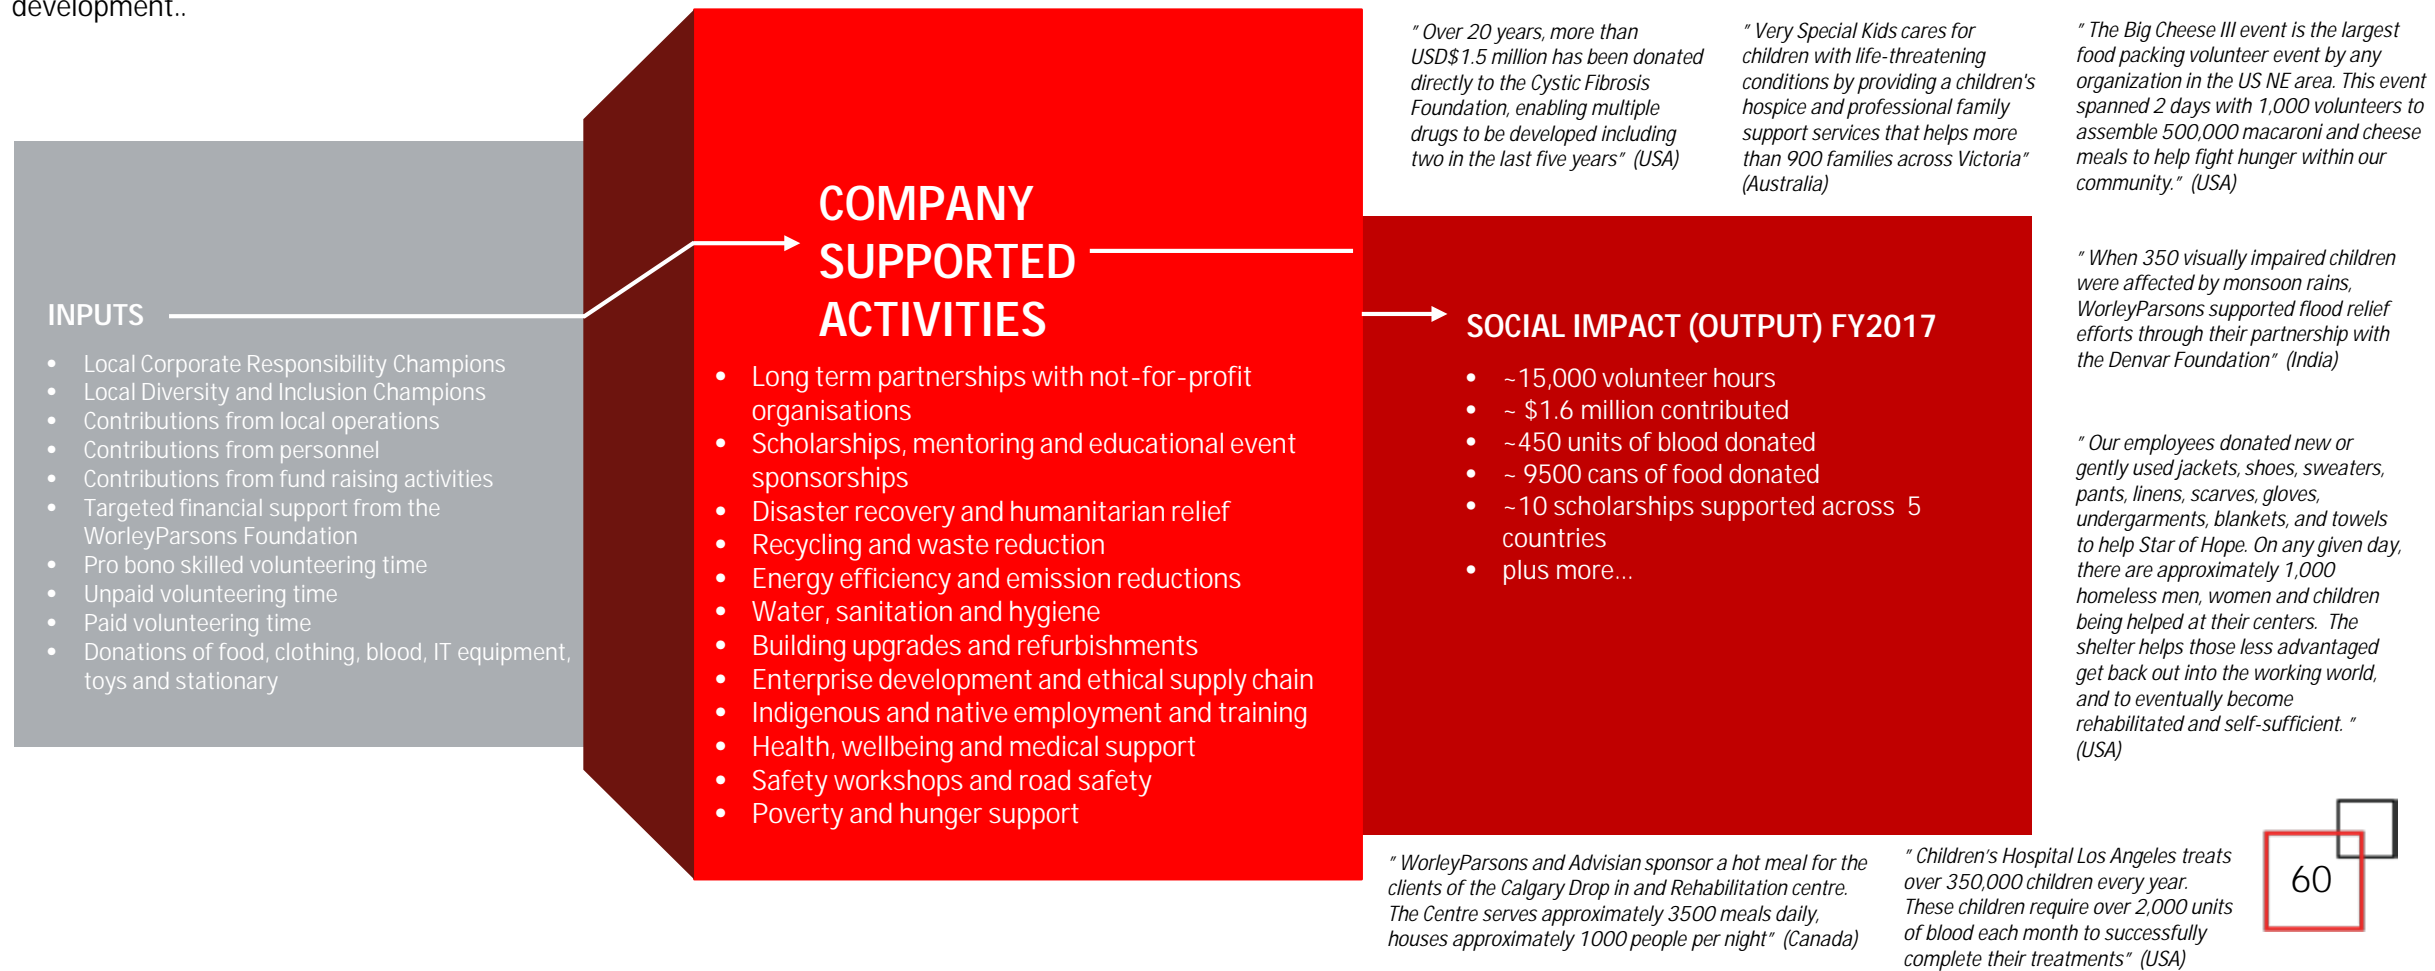 development..
INPUTS
• Local Corporate Responsibility Champions
• Local Diversity and Inclusion Champions
• Contributions from local operations
• Contributions from personnel
• Contributions from fund raising activities
• Targeted financial support from the
WorleyParsons Foundation
• Pro bono skilled volunteering time
• Unpaid volunteering time
• Paid volunteering time
• Donations of food, clothing, blood, IT equipment,
toys and stationary
COMPANY
SUPPORTED
ACTIVITIES
• Long term partnerships with not-for-profit
organisations
• Scholarships, mentoring and educational event
sponsorships
• Disaster recovery and humanitarian relief
• Recycling and waste reduction
• Energy efficiency and emission reductions
• Water, sanitation and hygiene
• Building upgrades and refurbishments
• Enterprise development and ethical supply chain
• Indigenous and native employment and training
• Health, wellbeing and medical support
• Safety workshops and road safety
• Poverty and hunger support
SOCIAL IMPACT (OUTPUT) FY2017
• ~15,000 volunteer hours
• ~ $1.6 million contributed
• ~450 units of blood donated
• ~ 9500 cans of food donated
• ~10 scholarships supported across 5
countries
• plus more...
" Over 20 years, more than
USD$1.5 million has been donated
directly to the Cystic Fibrosis
Foundation, enabling multiple
drugs to be developed including
two in the last five years" (USA)
" Very Special Kids cares for
children with life-threatening
conditions by providing a children's
hospice and professional family
support services that helps more
than 900 families across Victoria"
(Australia)
" The Big Cheese III event is the largest
food packing volunteer event by any
organization in the US NE area. This event
spanned 2 days with 1,000 volunteers to
assemble 500,000 macaroni and cheese
meals to help fight hunger within our
community." (USA)
" When 350 visually impaired children
were affected by monsoon rains,
WorleyParsons supported flood relief
efforts through their partnership with
the Denvar Foundation" (India)
" Our employees donated new or
gently used jackets, shoes, sweaters,
pants, linens, scarves, gloves,
undergarments, blankets, and towels
to help Star of Hope. On any given day,
there are approximately 1,000
homeless men, women and children
being helped at their centers. The
shelter helps those less advantaged
get back out into the working world,
and to eventually become
rehabilitated and self-sufficient. "
(USA)
" WorleyParsons and Advisian sponsor a hot meal for the
clients of the Calgary Drop in and Rehabilitation centre.
The Centre serves approximately 3500 meals daily,
houses approximately 1000 people per night" (Canada)
" Children's Hospital Los Angeles treats
over 350,000 children every year.
These children require over 2,000 units
of blood each month to successfully
complete their treatments" (USA)
60